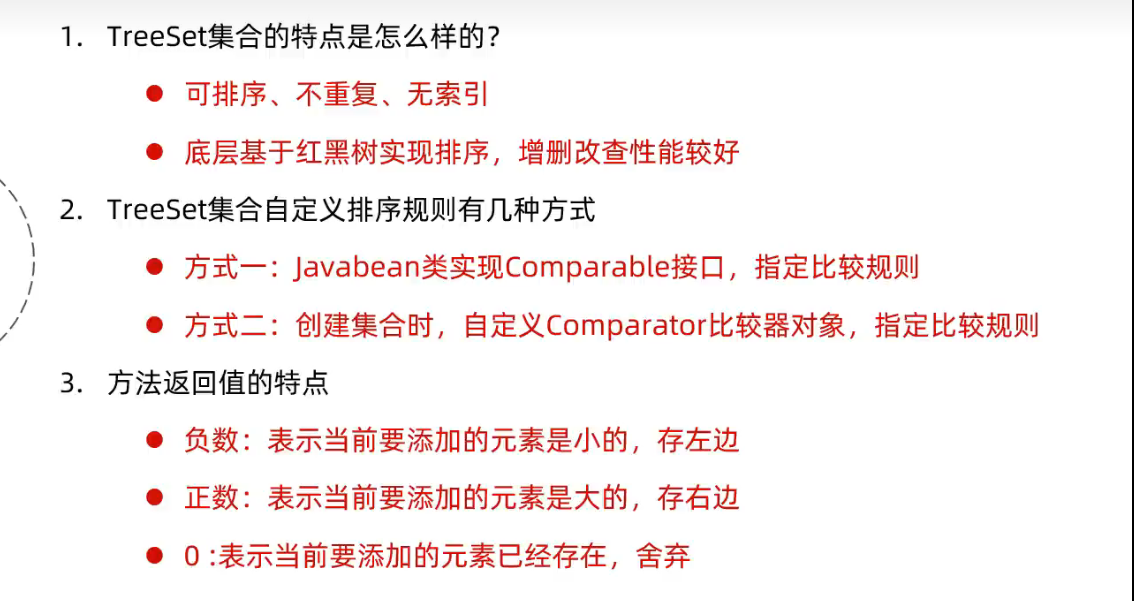 1. TreeSet集合的特点是怎么样的？
● 可排序、不重复、无索引
● 底层基于红黑树实现排序，增删改查性能较好
2. TreeSet集合自定义排序规则有几种方式
● 方式一：Javabean类实现Comparable接口，指定比较规则
● 方式二：创建集合时，自定义Comparator比较器对象，指定比较规则
3. 方法返回值的特点
● 负数：表示当前要添加的元素是小的，存左边
● 正数：表示当前要添加的元素是大的，存右边
● 0 :表示当前要添加的元素已经存在，舍弃